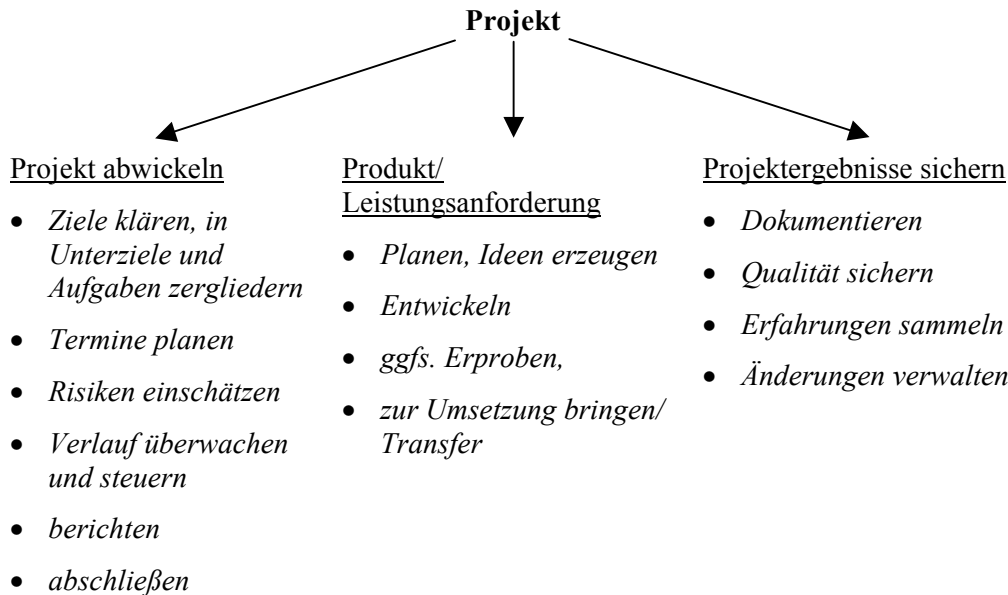 Projekt
Projekt abwickeln
• Ziele klären, in
Unterziele und
Aufgaben zergliedern
• Termine planen
• Risiken einschätzen
• Verlauf überwachen
und steuern
• berichten
• abschließen
Produkt/
Leistungsanforderung
• Planen, Ideen erzeugen
• Entwickeln
• ggfs. Erproben,
• zur Umsetzung bringen/
Transfer
Projektergebnisse sichern
• Dokumentieren
• Qualität sichern
• Erfahrungen sammeln
• Änderungen verwalten